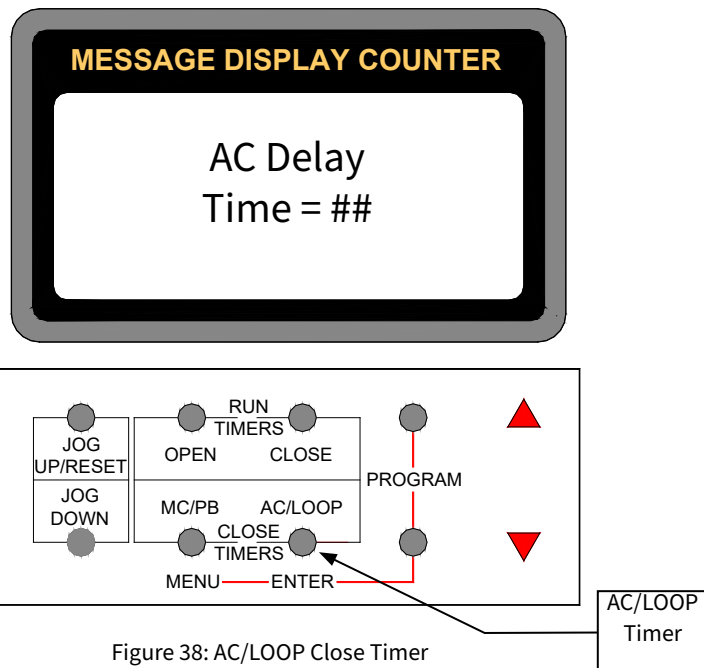 MESSAGE DISPLAY COUNTER
AC Delay
Time = ##
JOG
UP/RESET
JOG
DOWN
RUN
TIMERS
OPEN
CLOSE
MC/PB
AC/LOOP
CLOSE
TIMERS
MENU
ENTER
PROGRAM
AC/LOOP
Timer
Figure 38: AC/LOOP Close Timer